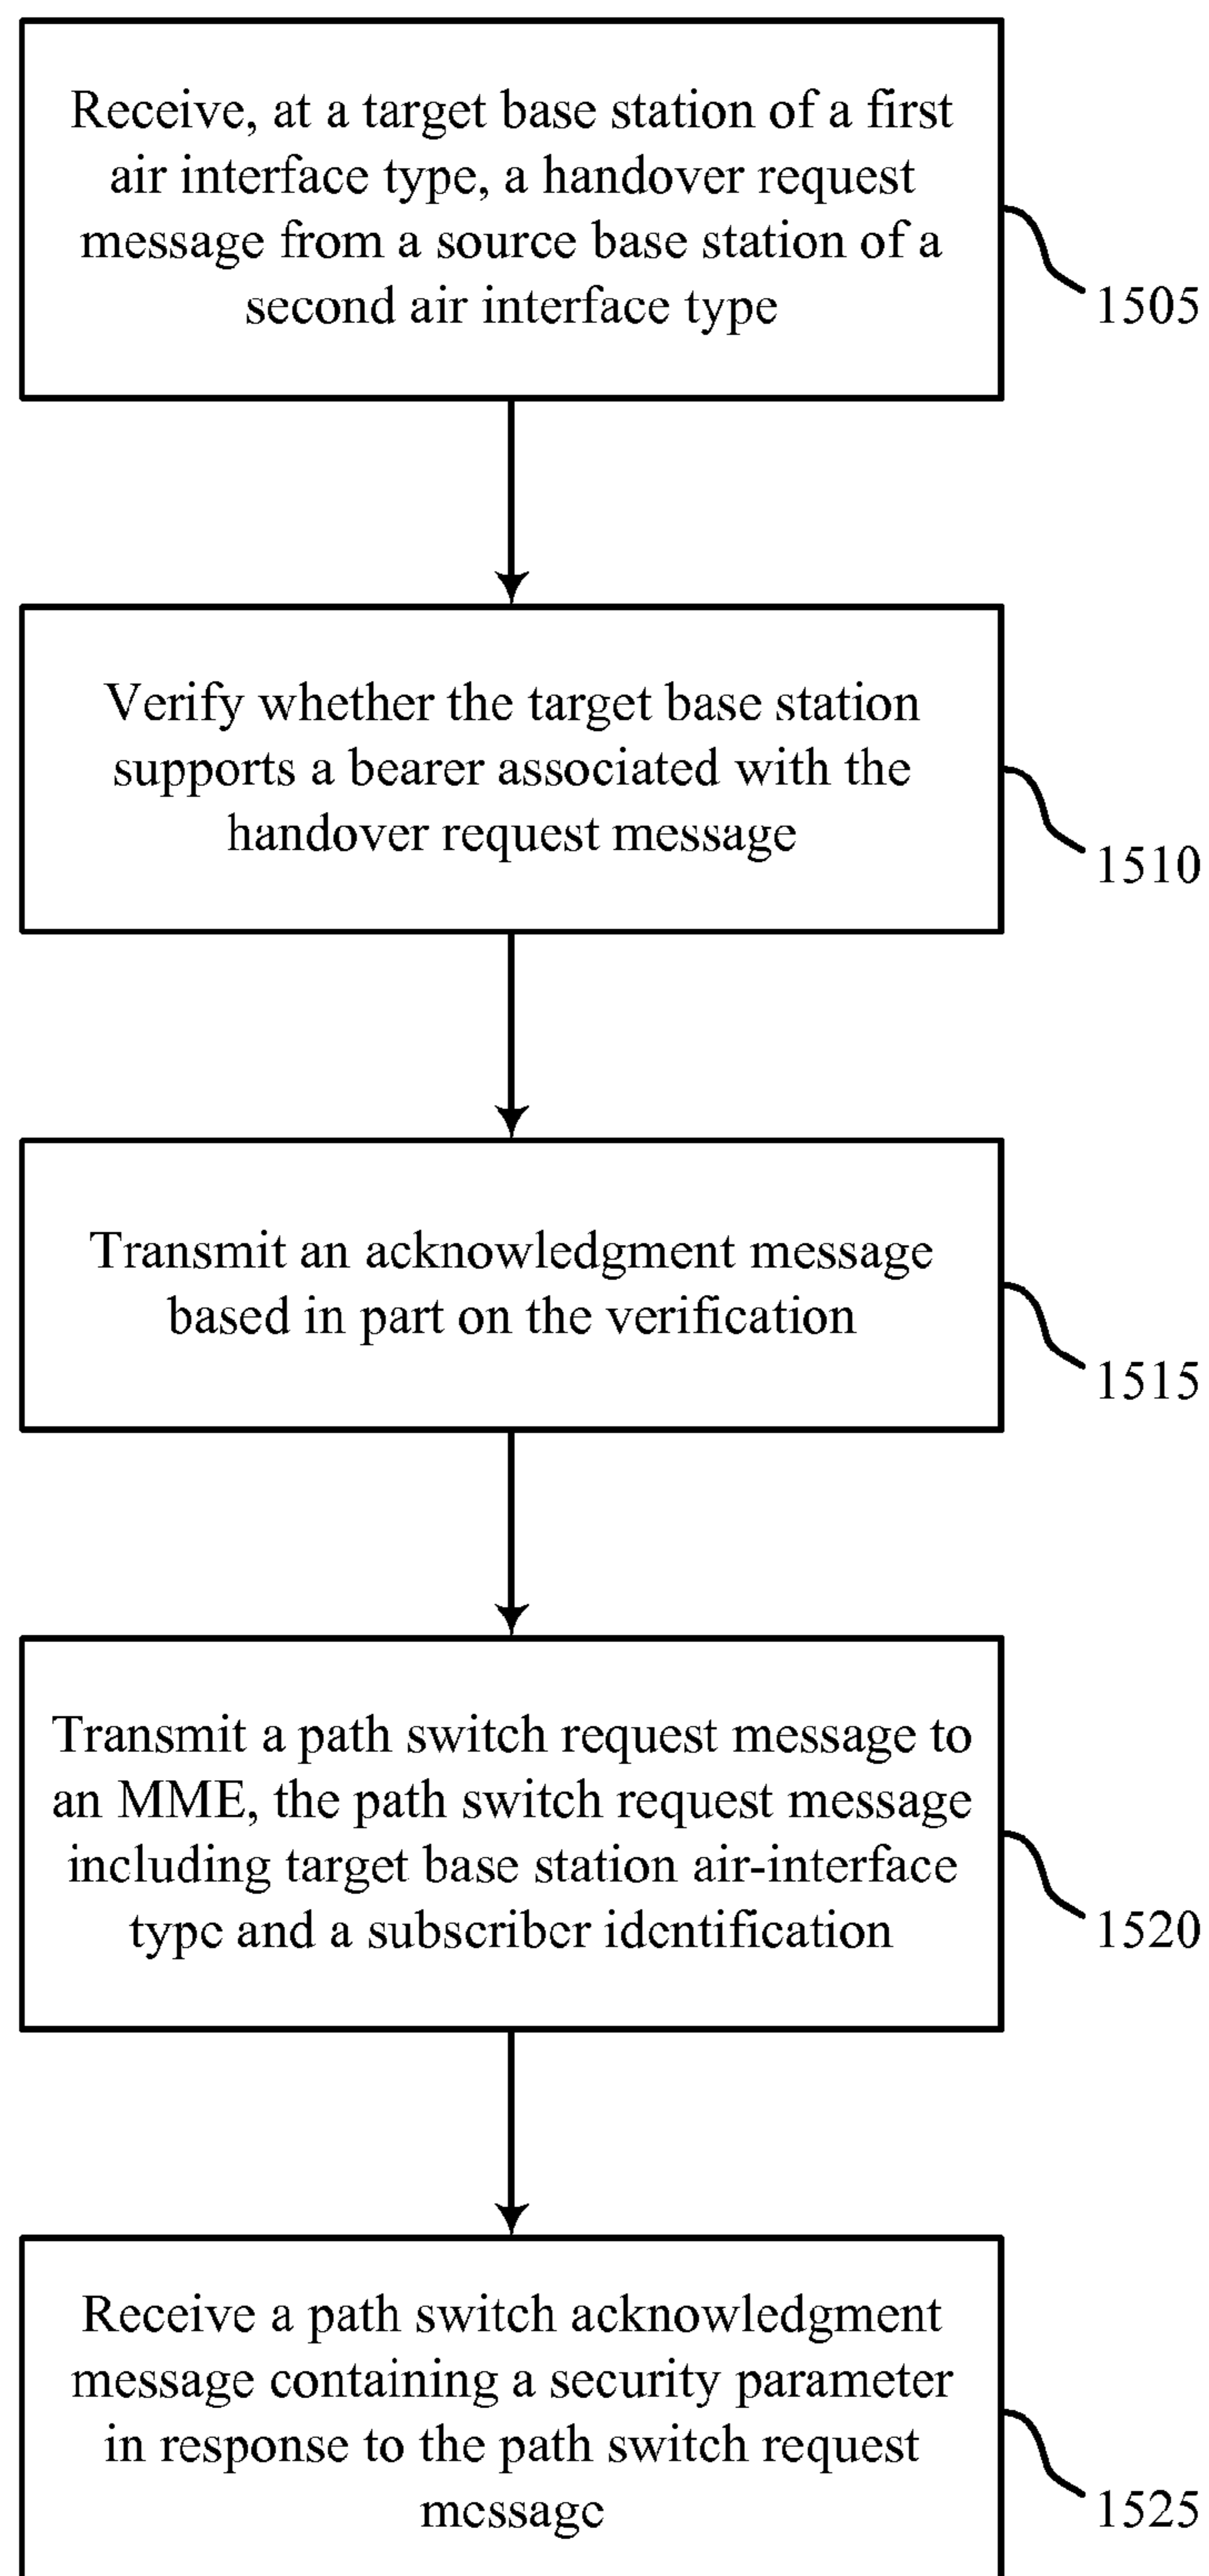 Receive, at a target base station of a first
air interface type, a handover request
message from a source base station of a
second air interface type
1505
Verify whether the target base station
supports a bearer associated with the
handover request message
1510
Transmit an acknowledgment message
based in part on the verification
1515
Transmit a path switch request message to
an MME, the path switch request message
including target base station air-interface
type and a subscriber identification
1520
Receive a path switch acknowledgment
message containing a security parameter
in response to the path switch request
message
1525